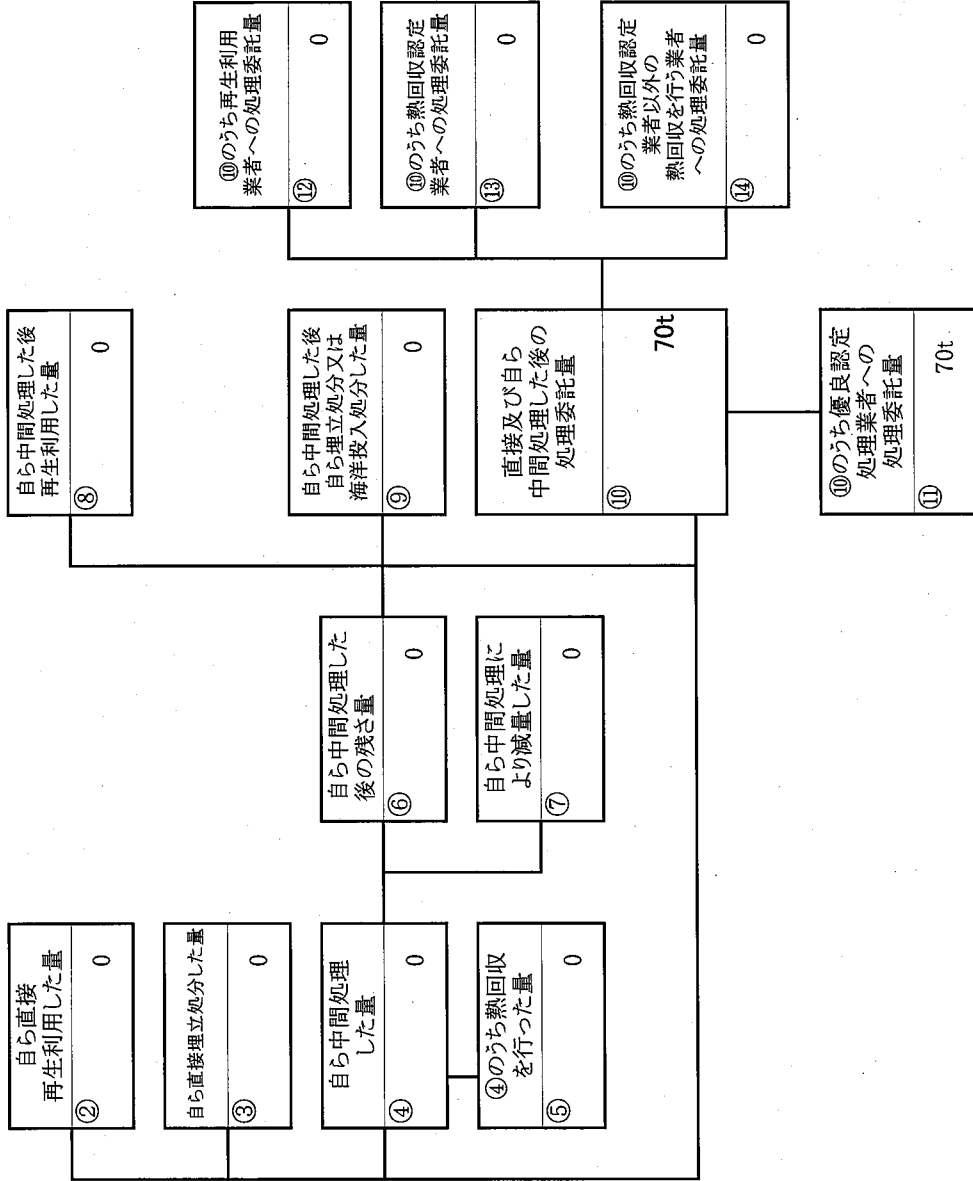 自ら直接
再生利用した量
②
0
自ら直接埋立処分した量
③
0
自ら中間処理
した量
④
0
④のうち熱回収
を行った量
⑤
0
自ら中間処理した
後の残さ量
⑥
0
自ら中間処理に
より減量した量
⑦
0
自ら中間処理した後
再生利用した量
⑧
0
自ら中間処理した後
自ら埋立処分又は
海洋投入処分した量
⑨
0
直接及び自ら
中間処理した後の
処理委託量
⑩
70t
⑩のうち優良認定
処理業者への
処理委託量
⑪
70t
⑩のうち再生利用
業者への処理委託量
⑫
0
⑩のうち熱回収認定
業者への処理委託量
⑬
0
⑩のうち熱回収認定
業者以外の
熱回収を行う業者
への処理委託量
⑭
0